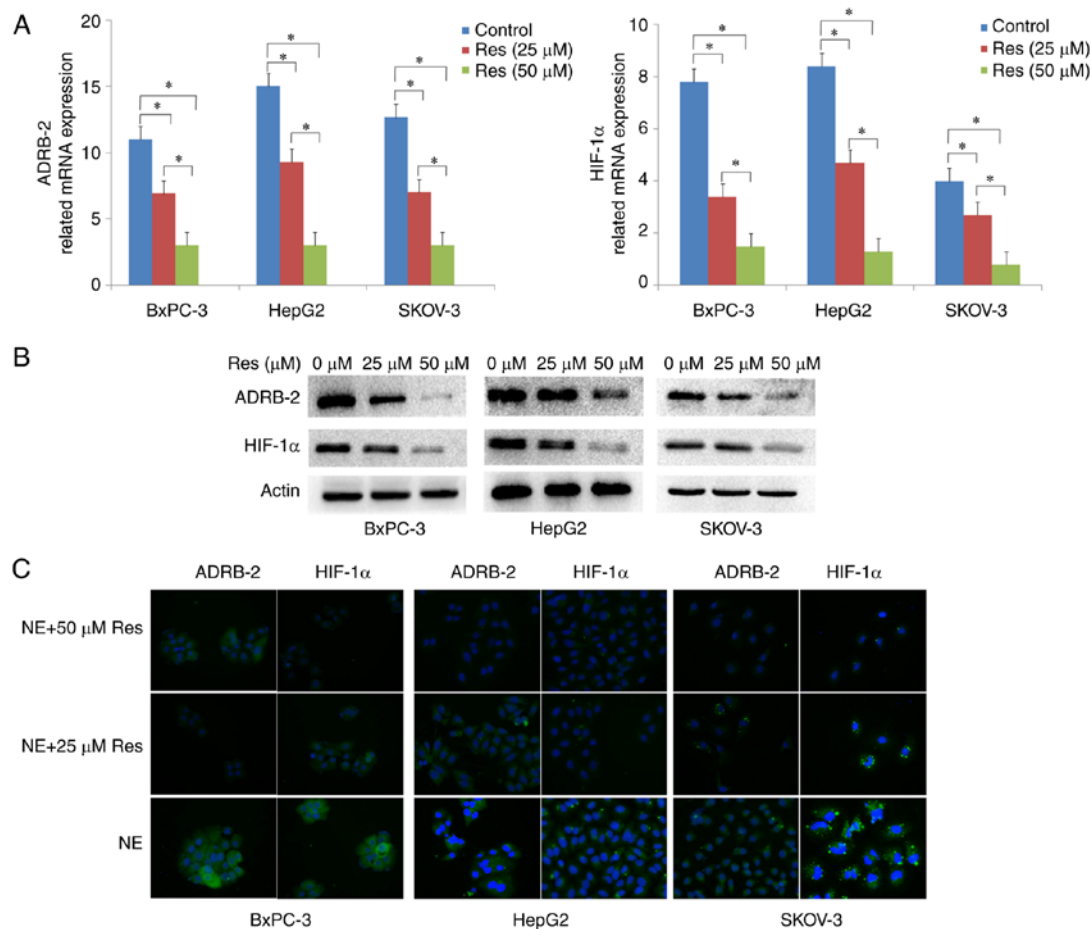 A
ADRB-2
related mRNA expression
20
15
10
5
0
* * * * * * * * *
Control
Res (25 μM)
Res (50 μM)
BxPC-3 HepG2 SKOV-3
HIF-1α
related mRNA expression
10
8
6
4
2
0
* * * * * * * * *
Control
Res (25 μM)
Res (50 μM)
BxPC-3 HepG2 SKOV-3
B
Res (μM) 0 μM 25 μM 50 μM 0 μM 25 μM 50 μM 0 μM 25 μM 50 μM
ADRB-2
HIF-1α
Actin
BxPC-3 HepG2 SKOV-3
C
ADRB-2 HIF-1α ADRB-2 HIF-1α ADRB-2 HIF-1α
NE+50 μM Res
NE+25 μM Res
NE
BxPC-3 HepG2 SKOV-3